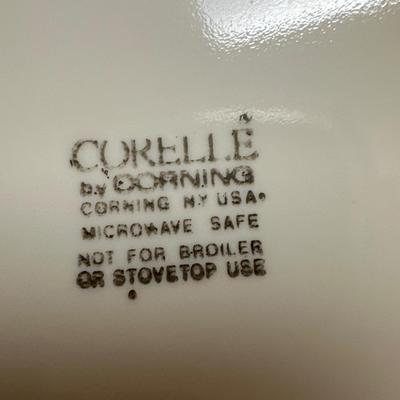 CORELLE
by CORNING
CORNING N.Y USA.
MICROWAVE SAFE
NOT FOR BROILER
OR STOVETOP USE